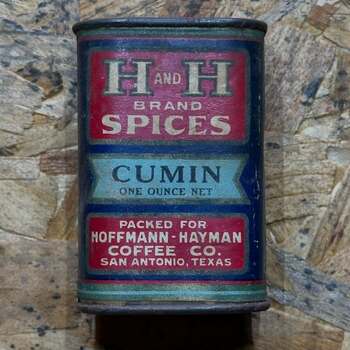 H AND H
BRAND
SPICES
CUMIN
ONE OUNCE NET
PACKED FOR
HOFFMANN-HAYMAN
COFFEE CO.
SAN ANTONIO, TEXAS